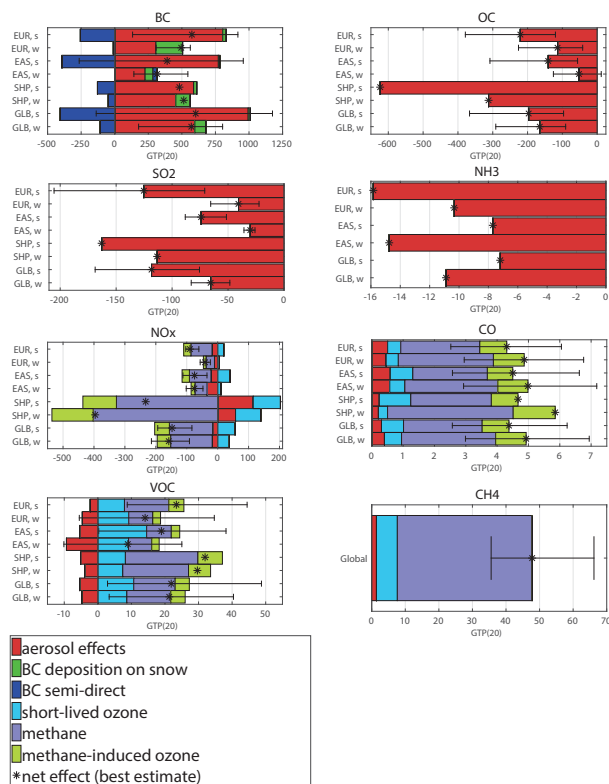 BC
EUR, s
EUR, w
EAS, s
EAS, w
SHP, s
SHP, w
GLB, s
GLB, w
-500 -250 0 250 500 750 1000 1250
GTP(20)
OC
EUR, s
EUR, w
EAS, s
EAS, w
SHP, s
SHP, w
GLB, s
GLB, w
-600 -400 -200 0
GTP(20)
SO2
EUR, s
EUR, w
EAS, s
EAS, w
SHP, s
SHP, w
GLB, s
GLB, w
-200 -150 -100 -50 0
GTP(20)
NH3
EUR, s
EUR, w
EAS, s
EAS, w
GLB, s
GLB, w
-16 -14 -12 -10 -8 -6 -4 -2 0
GTP(20)
NOx
EUR, s
EUR, w
EAS, s
EAS, w
SHP, s
SHP, w
GLB, s
GLB, w
-500 -400 -300 -200 -100 0 100 200
GTP(20)
CO
EUR, s
EUR, w
EAS, s
EAS, w
SHP, s
SHP, w
GLB, s
GLB, w
0 1 2 3 4 5 6 7
GTP(20)
VOC
EUR, s
EUR, w
EAS, s
EAS, w
SHP, s
SHP, w
GLB, s
GLB, w
-10 0 10 20 30 40 50
GTP(20)
CH4
Global
0 10 20 30 40 50 60 70
GTP(20)
aerosol effects
BC deposition on snow
BC semi-direct
short-lived ozone
methane
methane-induced ozone
net effect (best estimate)